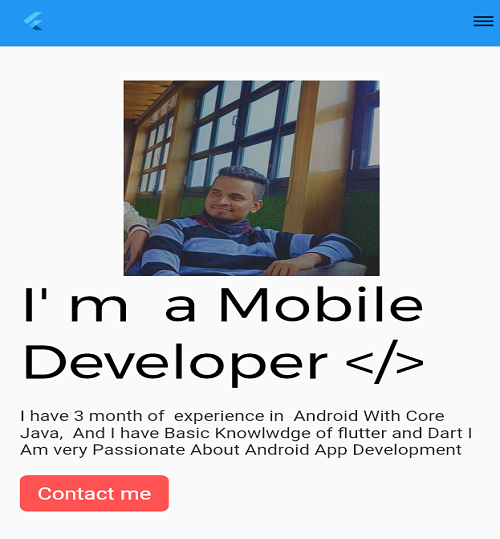 I' m  a Mobile
Developer </>
I have 3 month of  experience in  Android With Core
Java,  And I have Basic Knowlwdge of flutter and Dart I
Am very Passionate About Android App Development
Contact me